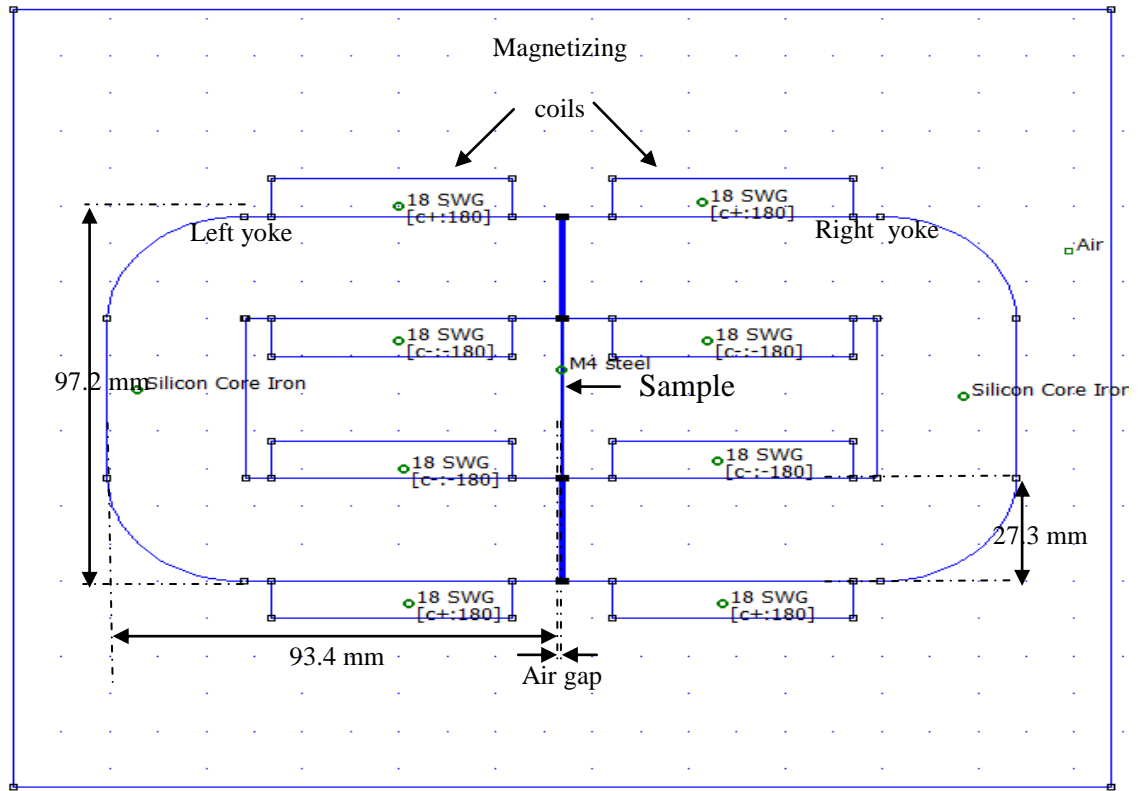 Magnetizing
coils
18 SWG
[c+:180]
18 SWG
[c+:180]
Left yoke
Right yoke
Air
18 SWG
[c-:-180]
18 SWG
[c-:-180]
M4 steel
97.2 mm
Silicon Core Iron
Sample
Silicon Core Iron
18 SWG
[c-:-180]
18 SWG
[c-:-180]
27.3 mm
18 SWG
[c+:180]
18 SWG
[c+:180]
93.4 mm
Air gap